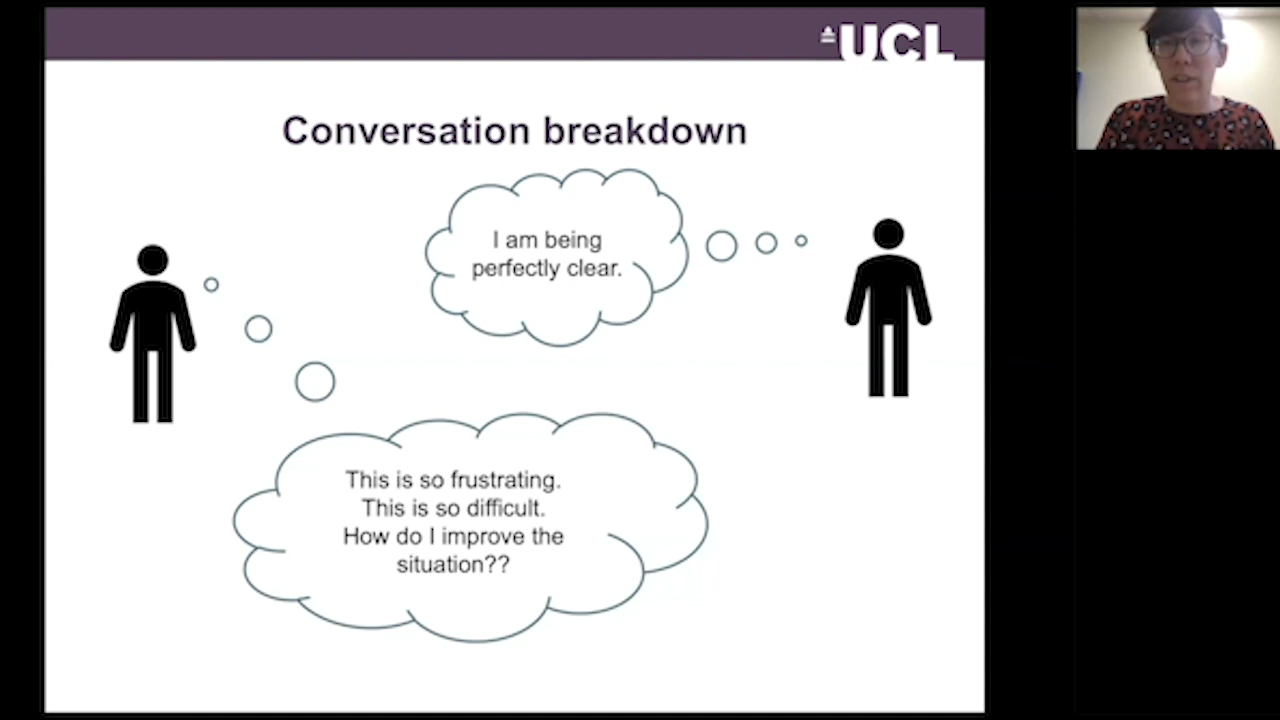 UCL
Conversation breakdown
I am being
perfectly clear.
This is so frustrating.
This is so difficult.
How do I improve the
situation??